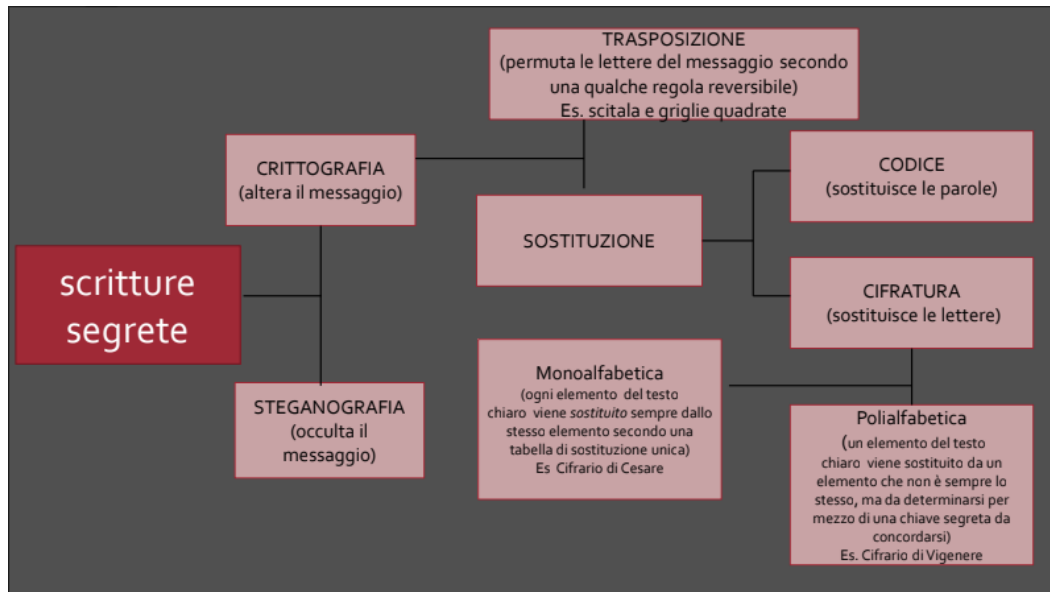 TRASPOSIZIONE
(permuta le lettere del messaggio secondo
una qualche regola reversibile)
Es. scitala e griglie quadrate
CRITTOGRAFIA
(altera il messaggio)
CODICE
(sostituisce le parole)
SOSTITUZIONE
scritture
segrete
CIFRATURA
(sostituisce le lettere)
STEGANOGRAFIA
(occulta il
messaggio)
Monoalfabetica
(ogni elemento del testo
chiaro viene sostituito sempre dallo
stesso elemento secondo una
tabella di sostituzione unica)
Es Cifrario di Cesare
Polialfabetica
(un elemento del testo
chiaro viene sostituito da un
elemento che non è sempre lo
stesso, ma da determinarsi per
mezzo di una chiave segreta da
concordarsi)
Es. Cifrario di Vigenere